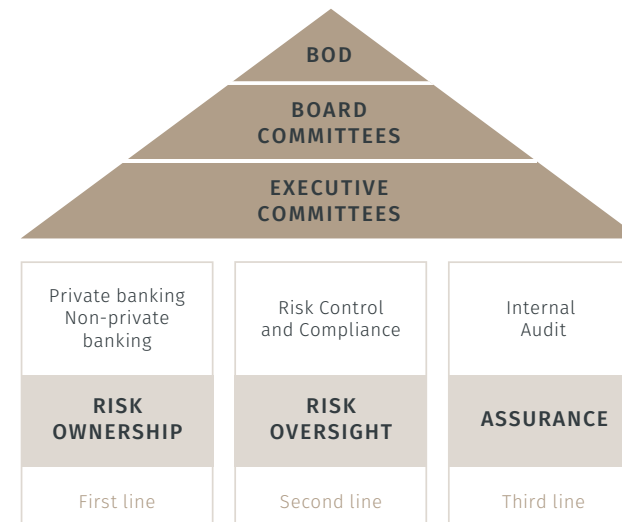 BOD
BOARD
COMMITTEES
EXECUTIVE
COMMITTEES
Private banking
Non-private
banking
RISK
OWNERSHIP
First line
Risk Control
and Compliance
RISK
OVERSIGHT
Second line
Internal
Audit
ASSURANCE
Third line